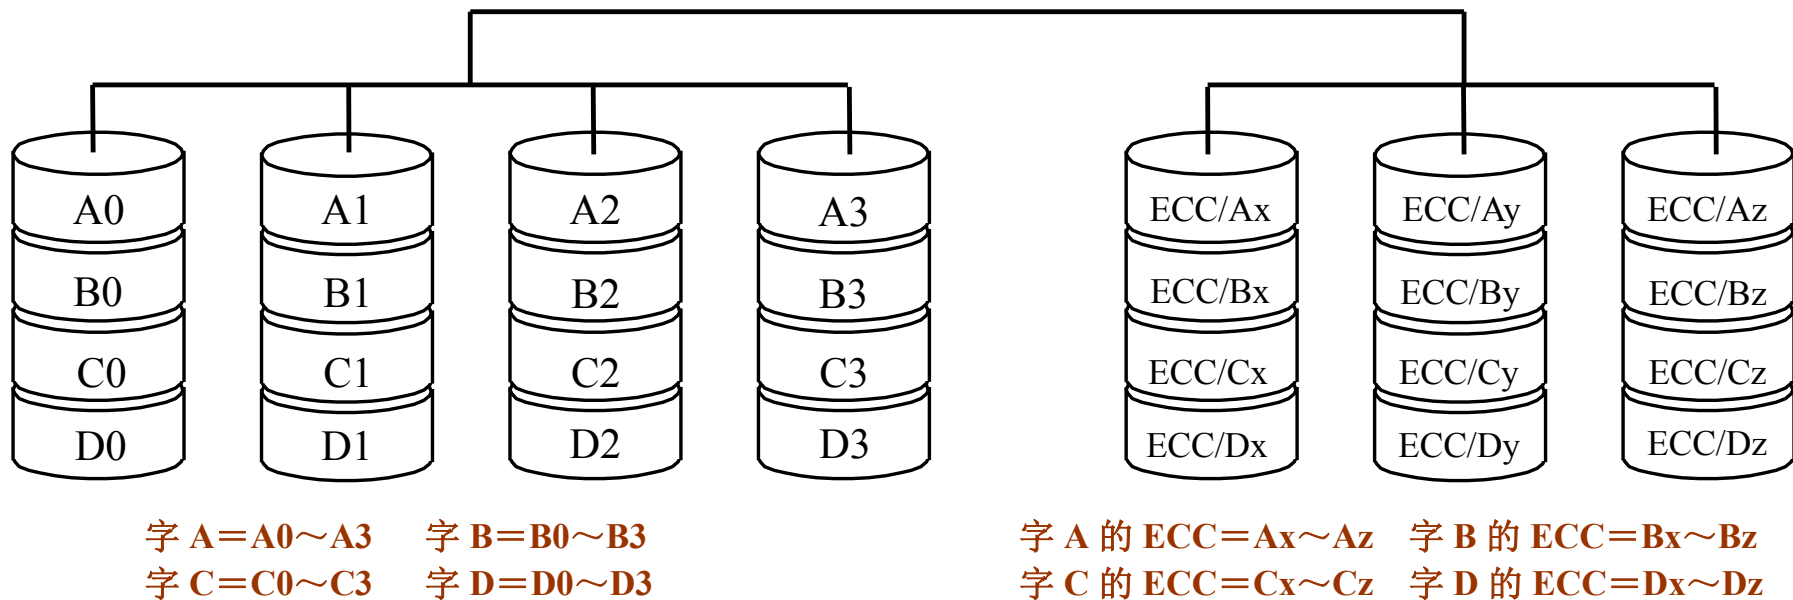 A0 A1 A2 A3 ECC/Ax ECC/Ay ECC/Az
B0 B1 B2 B3 ECC/Bx ECC/By ECC/Bz
C0 C1 C2 C3 ECC/Cx ECC/Cy ECC/Cz
D0 D1 D2 D3 ECC/Dx ECC/Dy ECC/Dz
字 A＝A0～A3 字 B＝B0～B3 字 A 的 ECC＝Ax～Az 字 B 的 ECC＝Bx～Bz
字 C＝C0～C3 字 D＝D0～D3 字 C 的 ECC＝Cx～Cz 字 D 的 ECC＝Dx～Dz